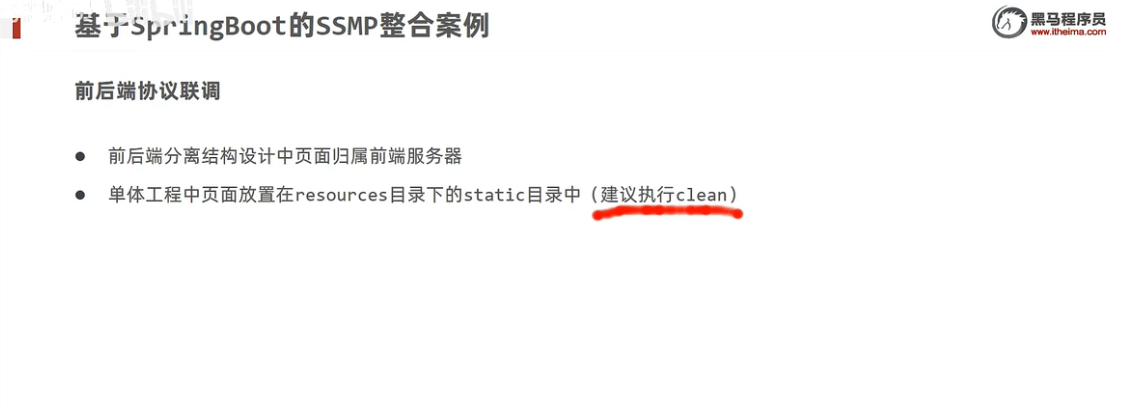 基于SpringBoot的SSMP整合案例
黑马程序员
www.itheima.com
前后端协议联调
● 前后端分离结构设计中页面归属前端服务器
● 单体工程中页面放置在resources目录下的static目录中（建议执行clean）